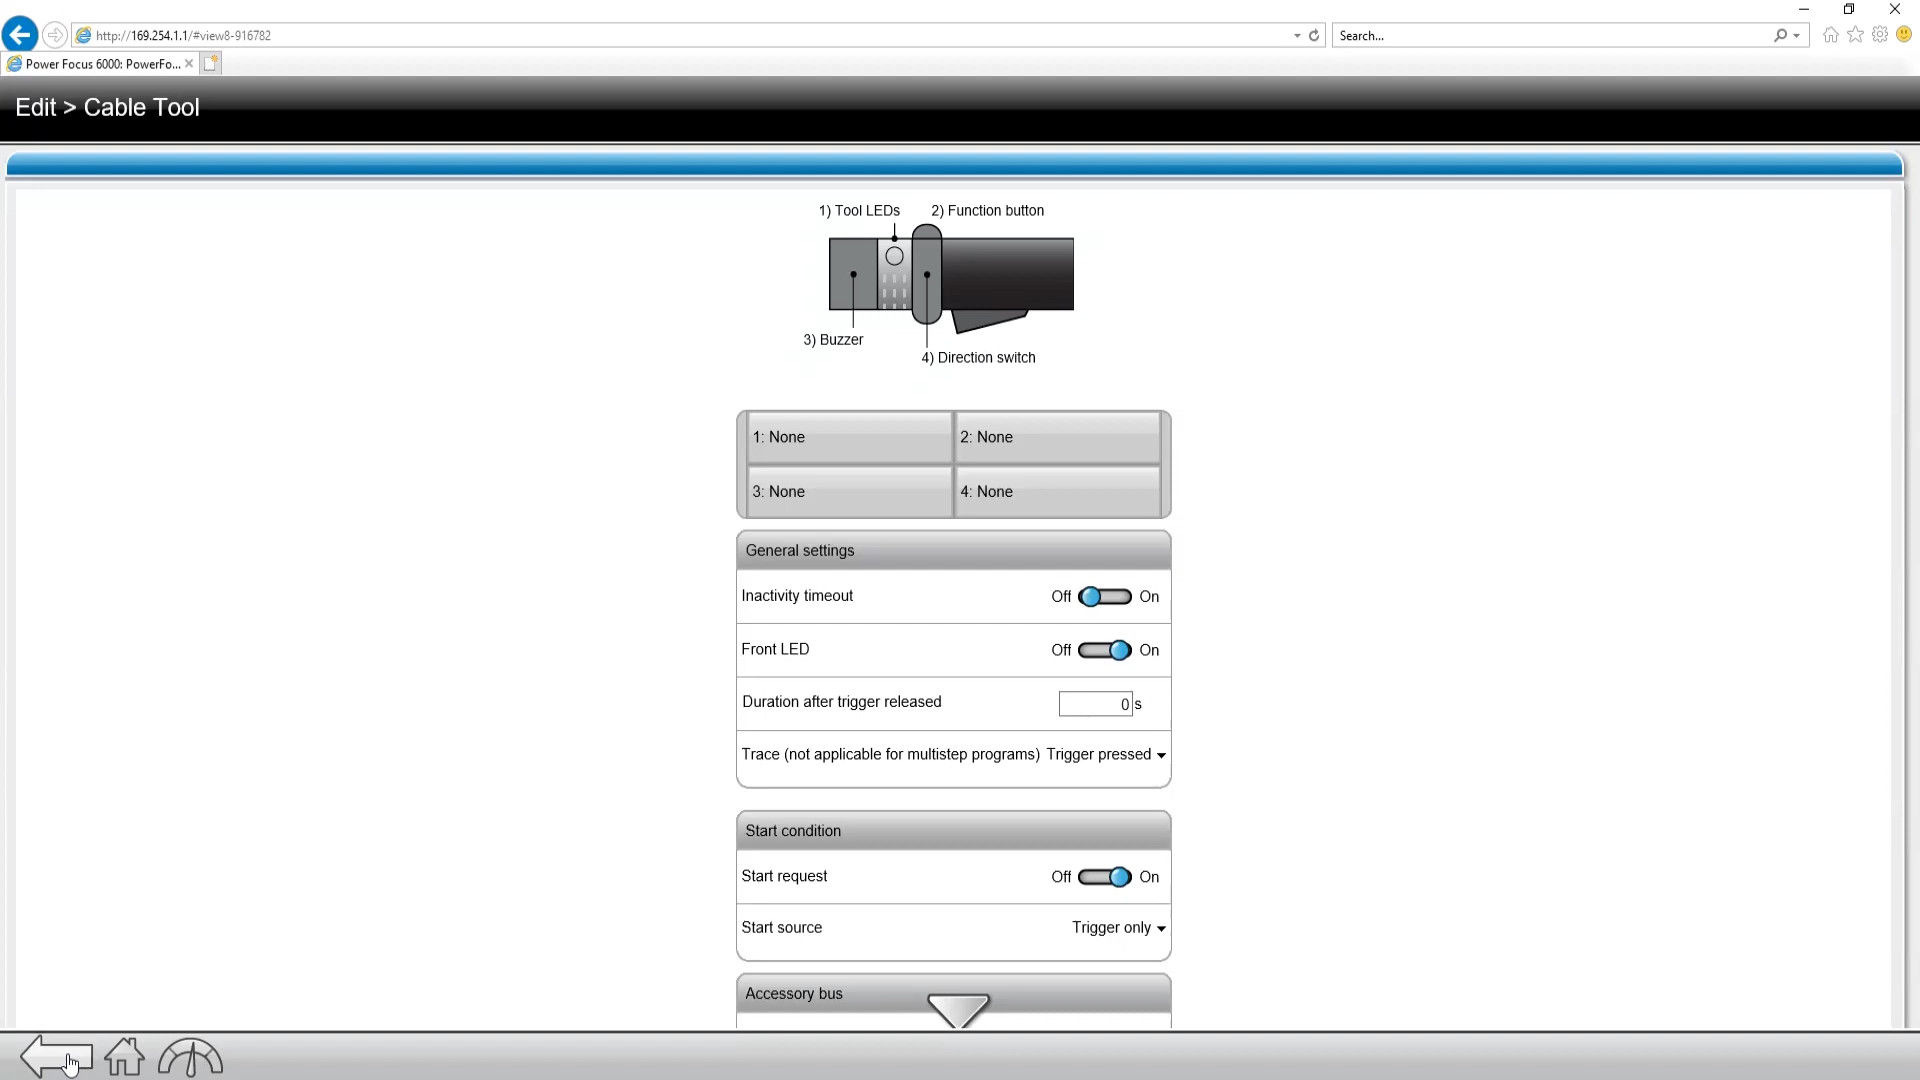 http://169.254.1.1/#view8-916782
Search...
Power Focus 6000: PowerFo...
Edit > Cable Tool
1) Tool LEDs
2) Function button
3) Buzzer
4) Direction switch
1: None
2: None
3: None
4: None
General settings
Inactivity timeout Off On
Front LED Off On
Duration after trigger released 0 s
Trace (not applicable for multistep programs) Trigger pressed
Start condition
Start request Off On
Start source Trigger only
Accessory bus